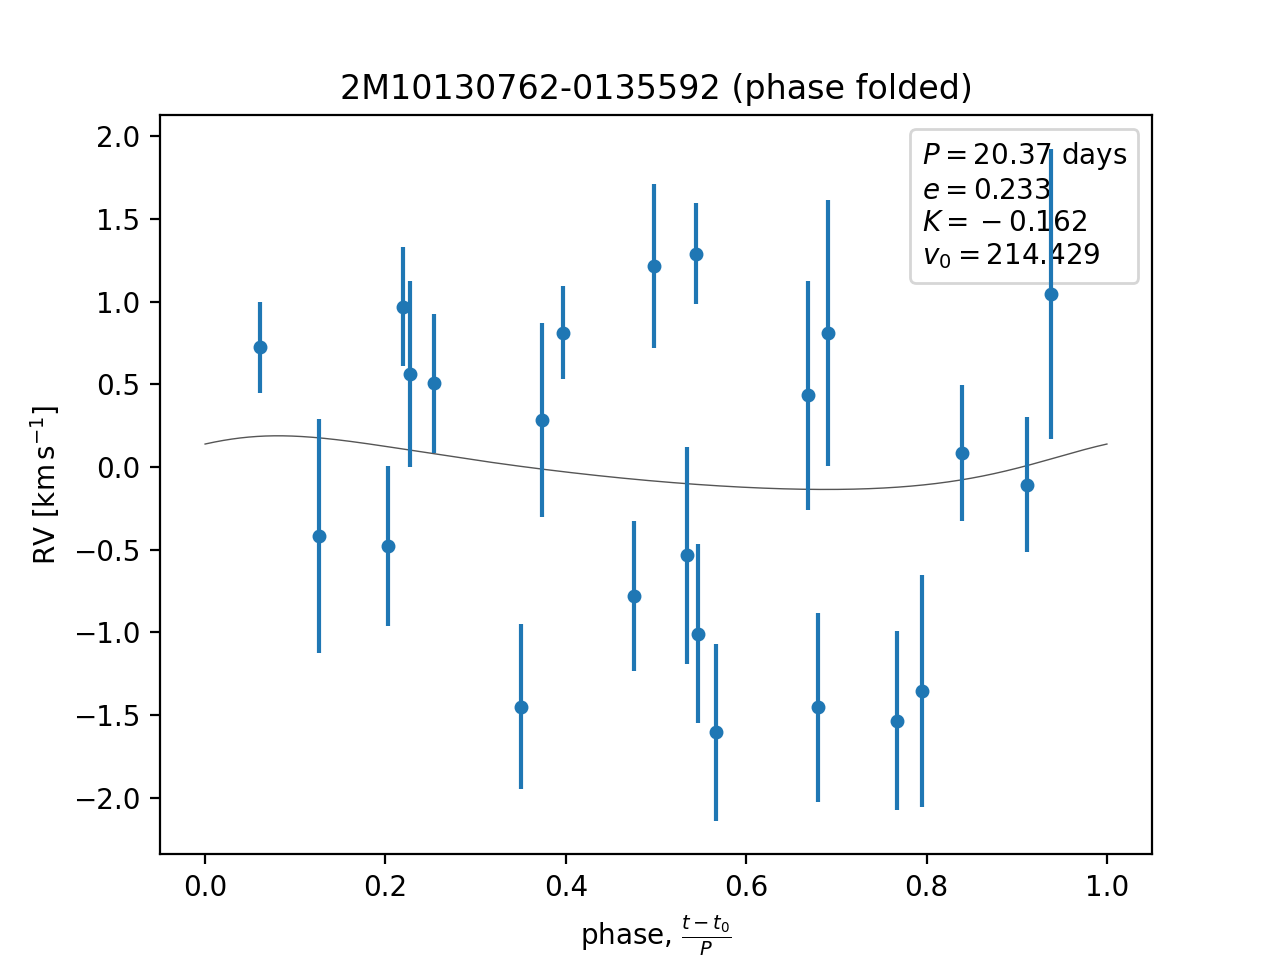 2M10130762-0135592 (phase folded)
P = 20.37 days
e = 0.233
K = −0.162
v₀ = 214.429
2.0
1.5
1.0
0.5
0.0
−0.5
−1.0
−1.5
−2.0
RV [km s⁻¹]
0.0 0.2 0.4 0.6 0.8 1.0
phase, (t − t₀)/P